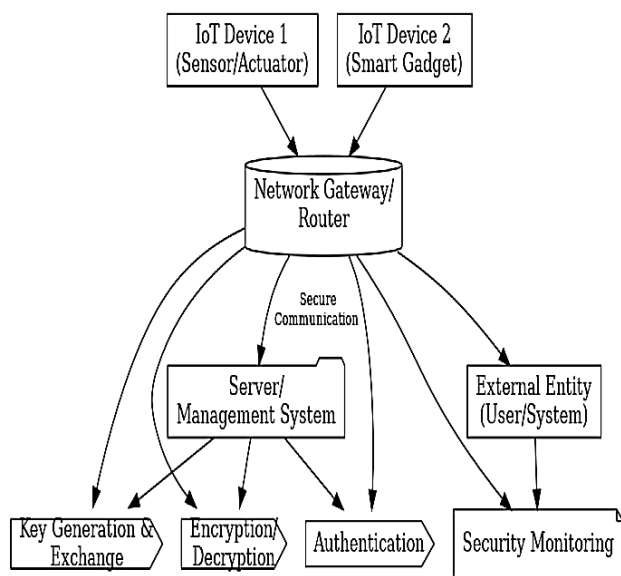 IoT Device 1
(Sensor/Actuator)
IoT Device 2
(Smart Gadget)
Network Gateway/
Router
Secure
Communication
Server/
Management System
External Entity
(User/System)
Key Generation &
Exchange
Encryption/
Decryption
Authentication
Security Monitoring